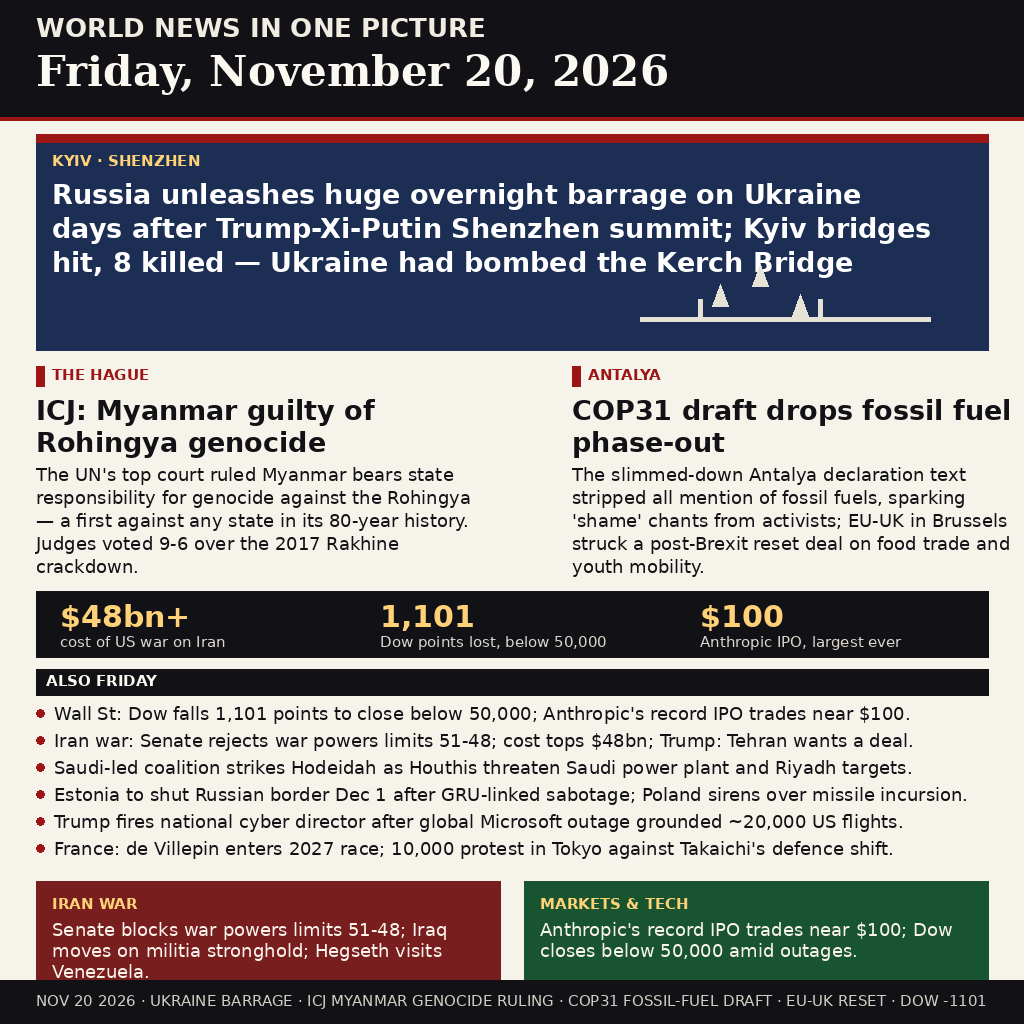 WORLD NEWS IN ONE PICTURE
Friday, November 20, 2026
KYIV · SHENZHEN
Russia unleashes huge overnight barrage on Ukraine
days after Trump-Xi-Putin Shenzhen summit; Kyiv bridges
hit, 8 killed — Ukraine had bombed the Kerch Bridge
THE HAGUE
ICJ: Myanmar guilty of
Rohingya genocide
The UN's top court ruled Myanmar bears state
responsibility for genocide against the Rohingya
— a first against any state in its 80-year history.
Judges voted 9-6 over the 2017 Rakhine
crackdown.
ANTALYA
COP31 draft drops fossil fuel
phase-out
The slimmed-down Antalya declaration text
stripped all mention of fossil fuels, sparking
'shame' chants from activists; EU-UK in Brussels
struck a post-Brexit reset deal on food trade and
youth mobility.
$48bn+
cost of US war on Iran
1,101
Dow points lost, below 50,000
$100
Anthropic IPO, largest ever
ALSO FRIDAY
Wall St: Dow falls 1,101 points to close below 50,000; Anthropic's record IPO trades near $100.
Iran war: Senate rejects war powers limits 51-48; cost tops $48bn; Trump: Tehran wants a deal.
Saudi-led coalition strikes Hodeidah as Houthis threaten Saudi power plant and Riyadh targets.
Estonia to shut Russian border Dec 1 after GRU-linked sabotage; Poland sirens over missile incursion.
Trump fires national cyber director after global Microsoft outage grounded ~20,000 US flights.
France: de Villepin enters 2027 race; 10,000 protest in Tokyo against Takaichi's defence shift.
IRAN WAR
Senate blocks war powers limits 51-48; Iraq
moves on militia stronghold; Hegseth visits
Venezuela.
MARKETS & TECH
Anthropic's record IPO trades near $100; Dow
closes below 50,000 amid outages.
NOV 20 2026 · UKRAINE BARRAGE · ICJ MYANMAR GENOCIDE RULING · COP31 FOSSIL-FUEL DRAFT · EU-UK RESET · DOW -1101